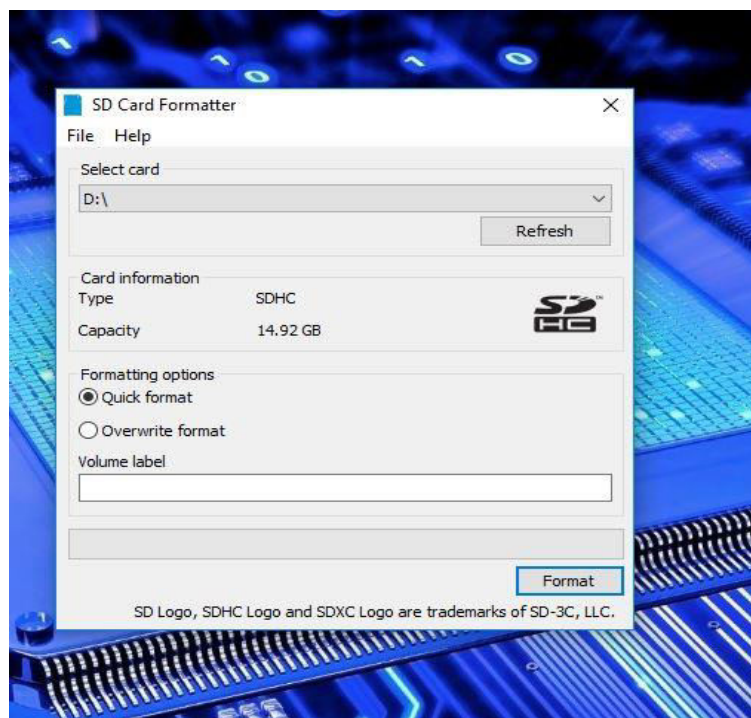 SD Card Formatter
File Help
Select card
D:\
Refresh
Card information
Type SDHC
Capacity 14.92 GB
SD™
HC
Formatting options
Quick format
Overwrite format
Volume label
Format
SD Logo, SDHC Logo and SDXC Logo are trademarks of SD-3C, LLC.